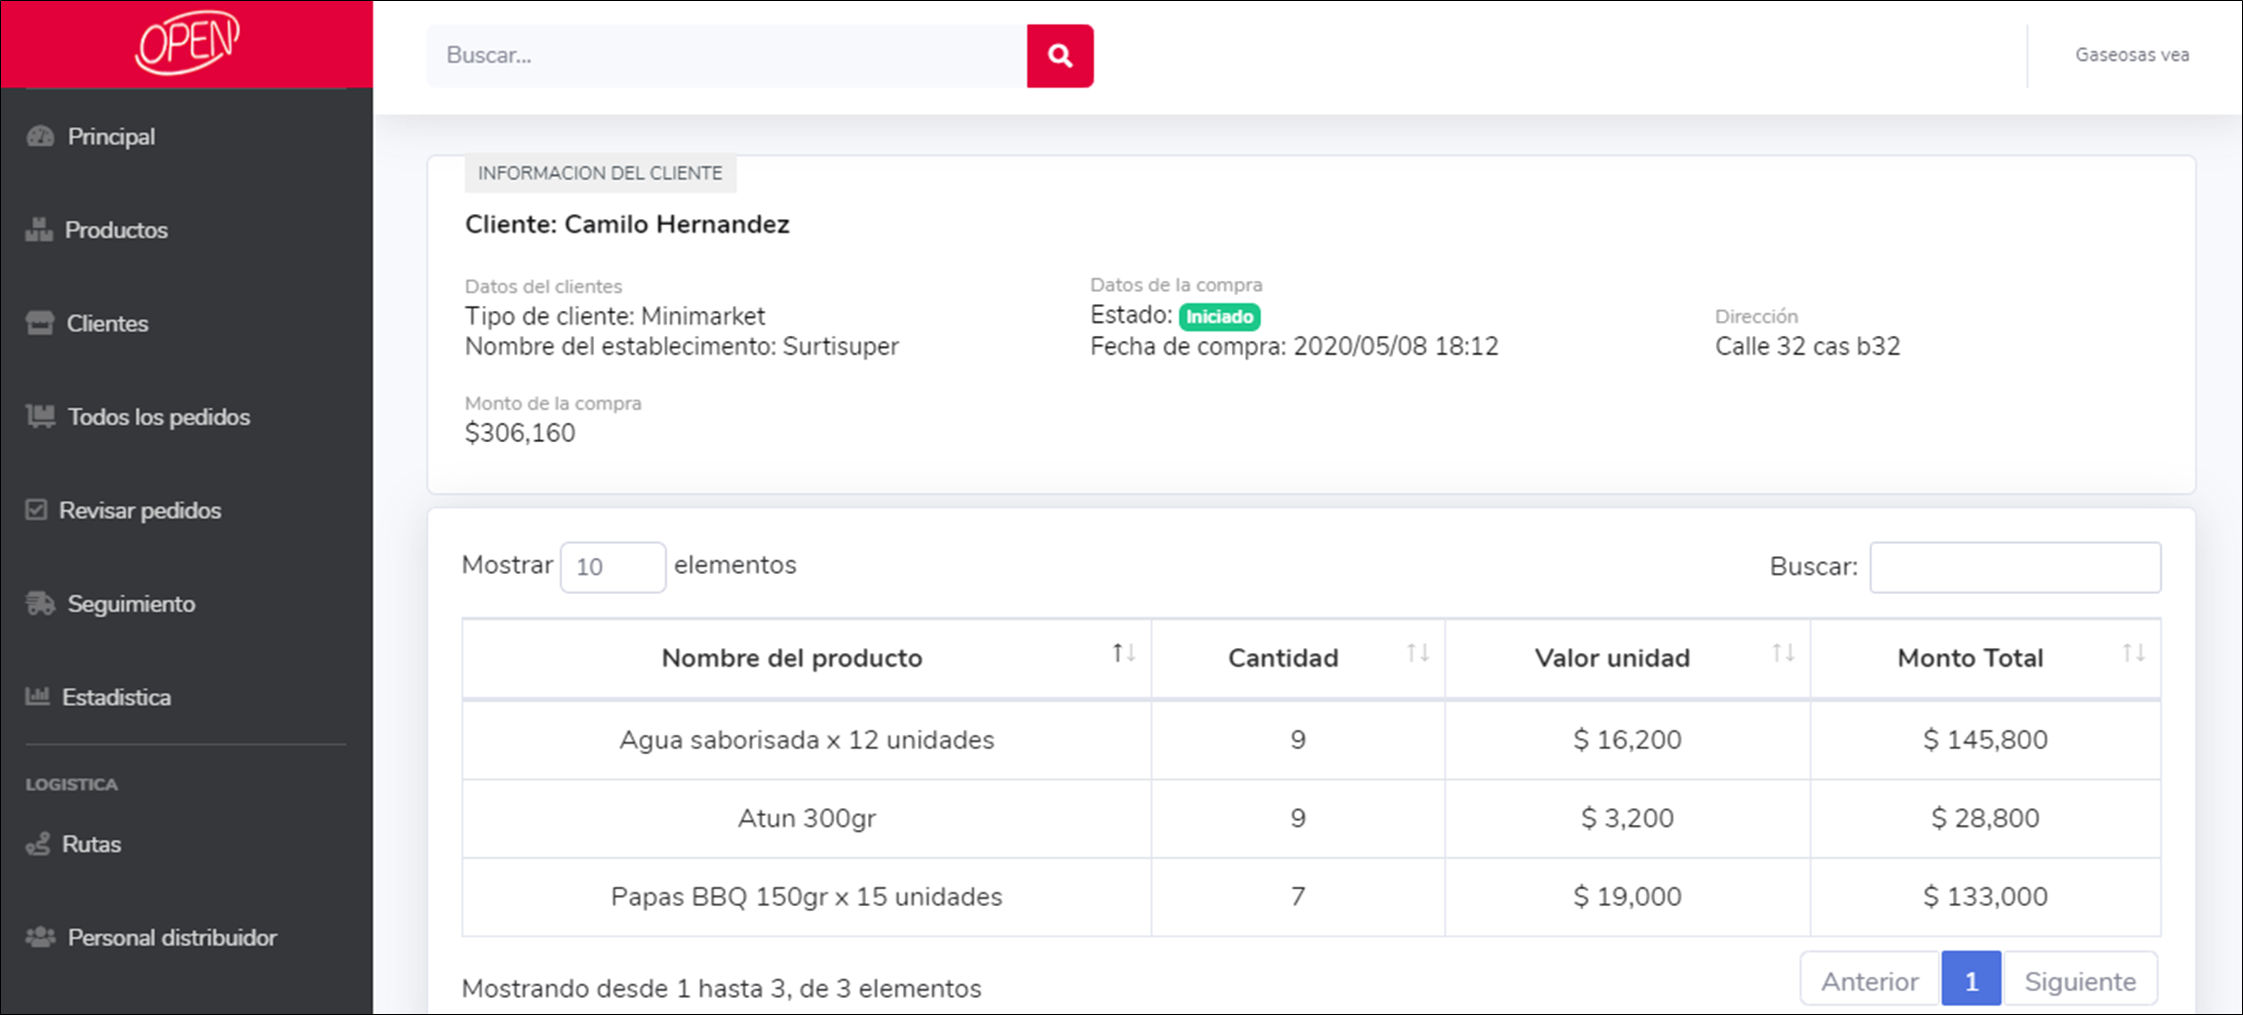 OPEN
Buscar...
Gaseosas vea
Principal
Productos
Clientes
Todos los pedidos
Revisar pedidos
Seguimiento
Estadistica
LOGISTICA
Rutas
Personal distribuidor
INFORMACION DEL CLIENTE
Cliente: Camilo Hernandez
Datos del clientes
Tipo de cliente: Minimarket
Nombre del establecimento: Surtisuper
Datos de la compra
Estado: Iniciado
Fecha de compra: 2020/05/08 18:12
Dirección
Calle 32 cas b32
Monto de la compra
$306,160
Mostrar 10 elementos
Buscar:
Nombre del producto Cantidad Valor unidad Monto Total
Agua saborisada x 12 unidades 9 $ 16,200 $ 145,800
Atun 300gr 9 $ 3,200 $ 28,800
Papas BBQ 150gr x 15 unidades 7 $ 19,000 $ 133,000
Mostrando desde 1 hasta 3, de 3 elementos
Anterior 1 Siguiente